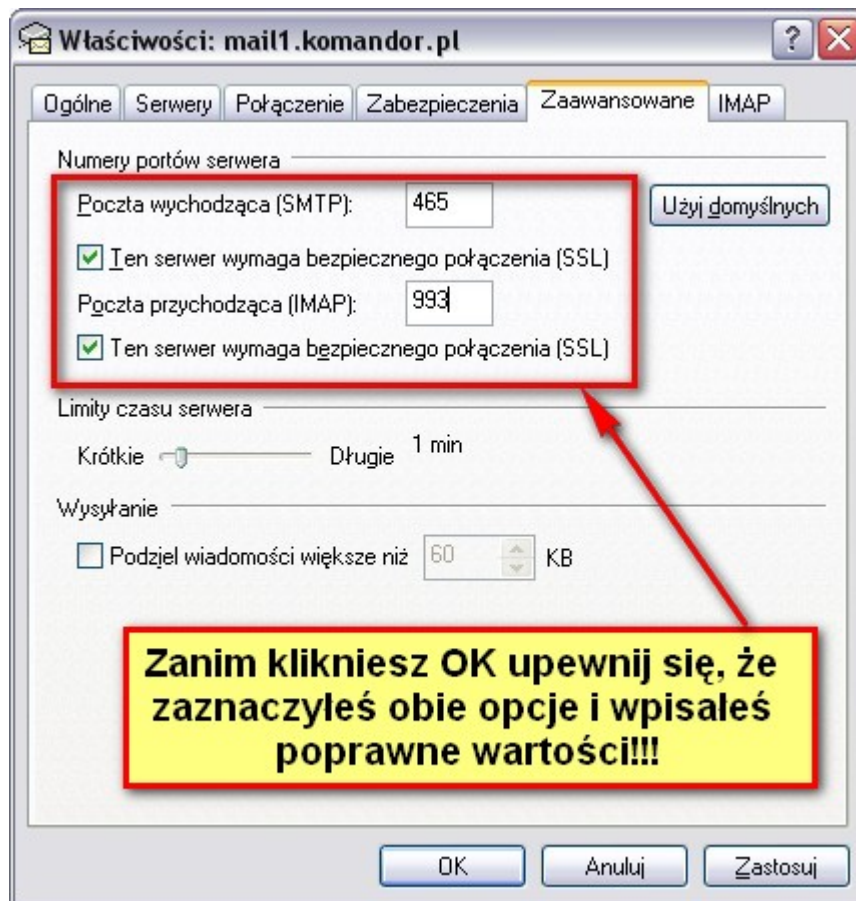 Właściwości: mail1.komandor.pl
Ogólne Serwery Połączenie Zabezpieczenia Zaawansowane IMAP
Numery portów serwera
Poczta wychodząca (SMTP): 465 Użyj domyślnych
Ten serwer wymaga bezpiecznego połączenia (SSL)
Poczta przychodząca (IMAP): 993
Ten serwer wymaga bezpiecznego połączenia (SSL)
Limity czasu serwera
Krótkie Długie 1 min
Wysyłanie
Podziel wiadomości większe niż 60 KB
Zanim klikniesz OK upewnij się, że
zaznaczyłeś obie opcje i wpisałeś
poprawne wartości!!!
OK Anuluj Zastosuj